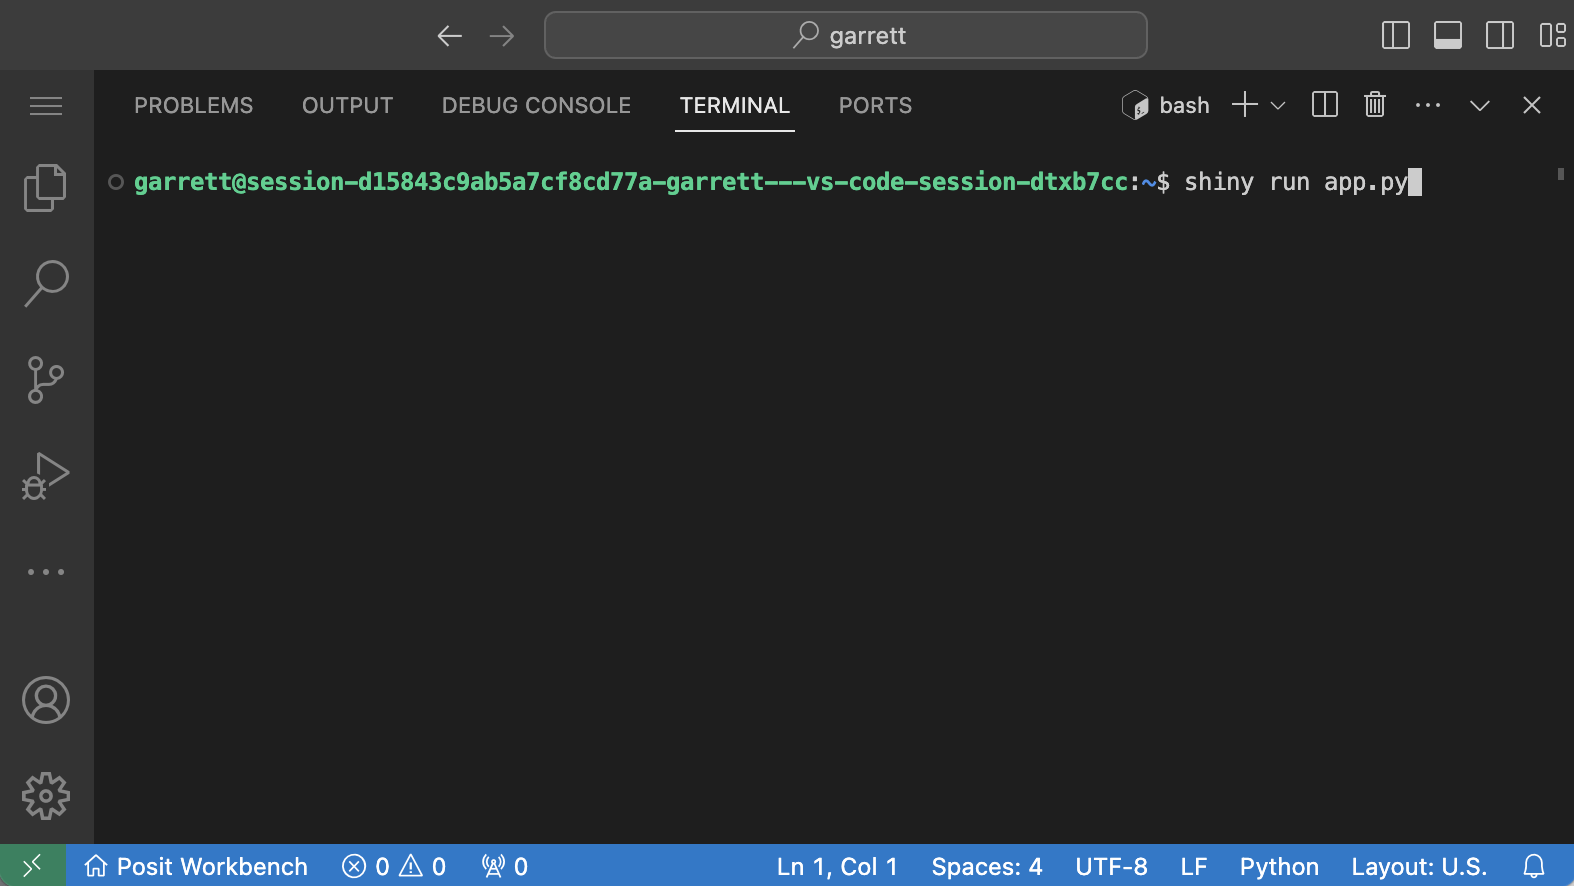 garrett
PROBLEMS OUTPUT DEBUG CONSOLE TERMINAL PORTS bash
garrett@session-d15843c9ab5a7cf8cd77a-garrett---vs-code-session-dtxb7cc:~$ shiny run app.py
Posit Workbench 0 0 0 Ln 1, Col 1 Spaces: 4 UTF-8 LF Python Layout: U.S.